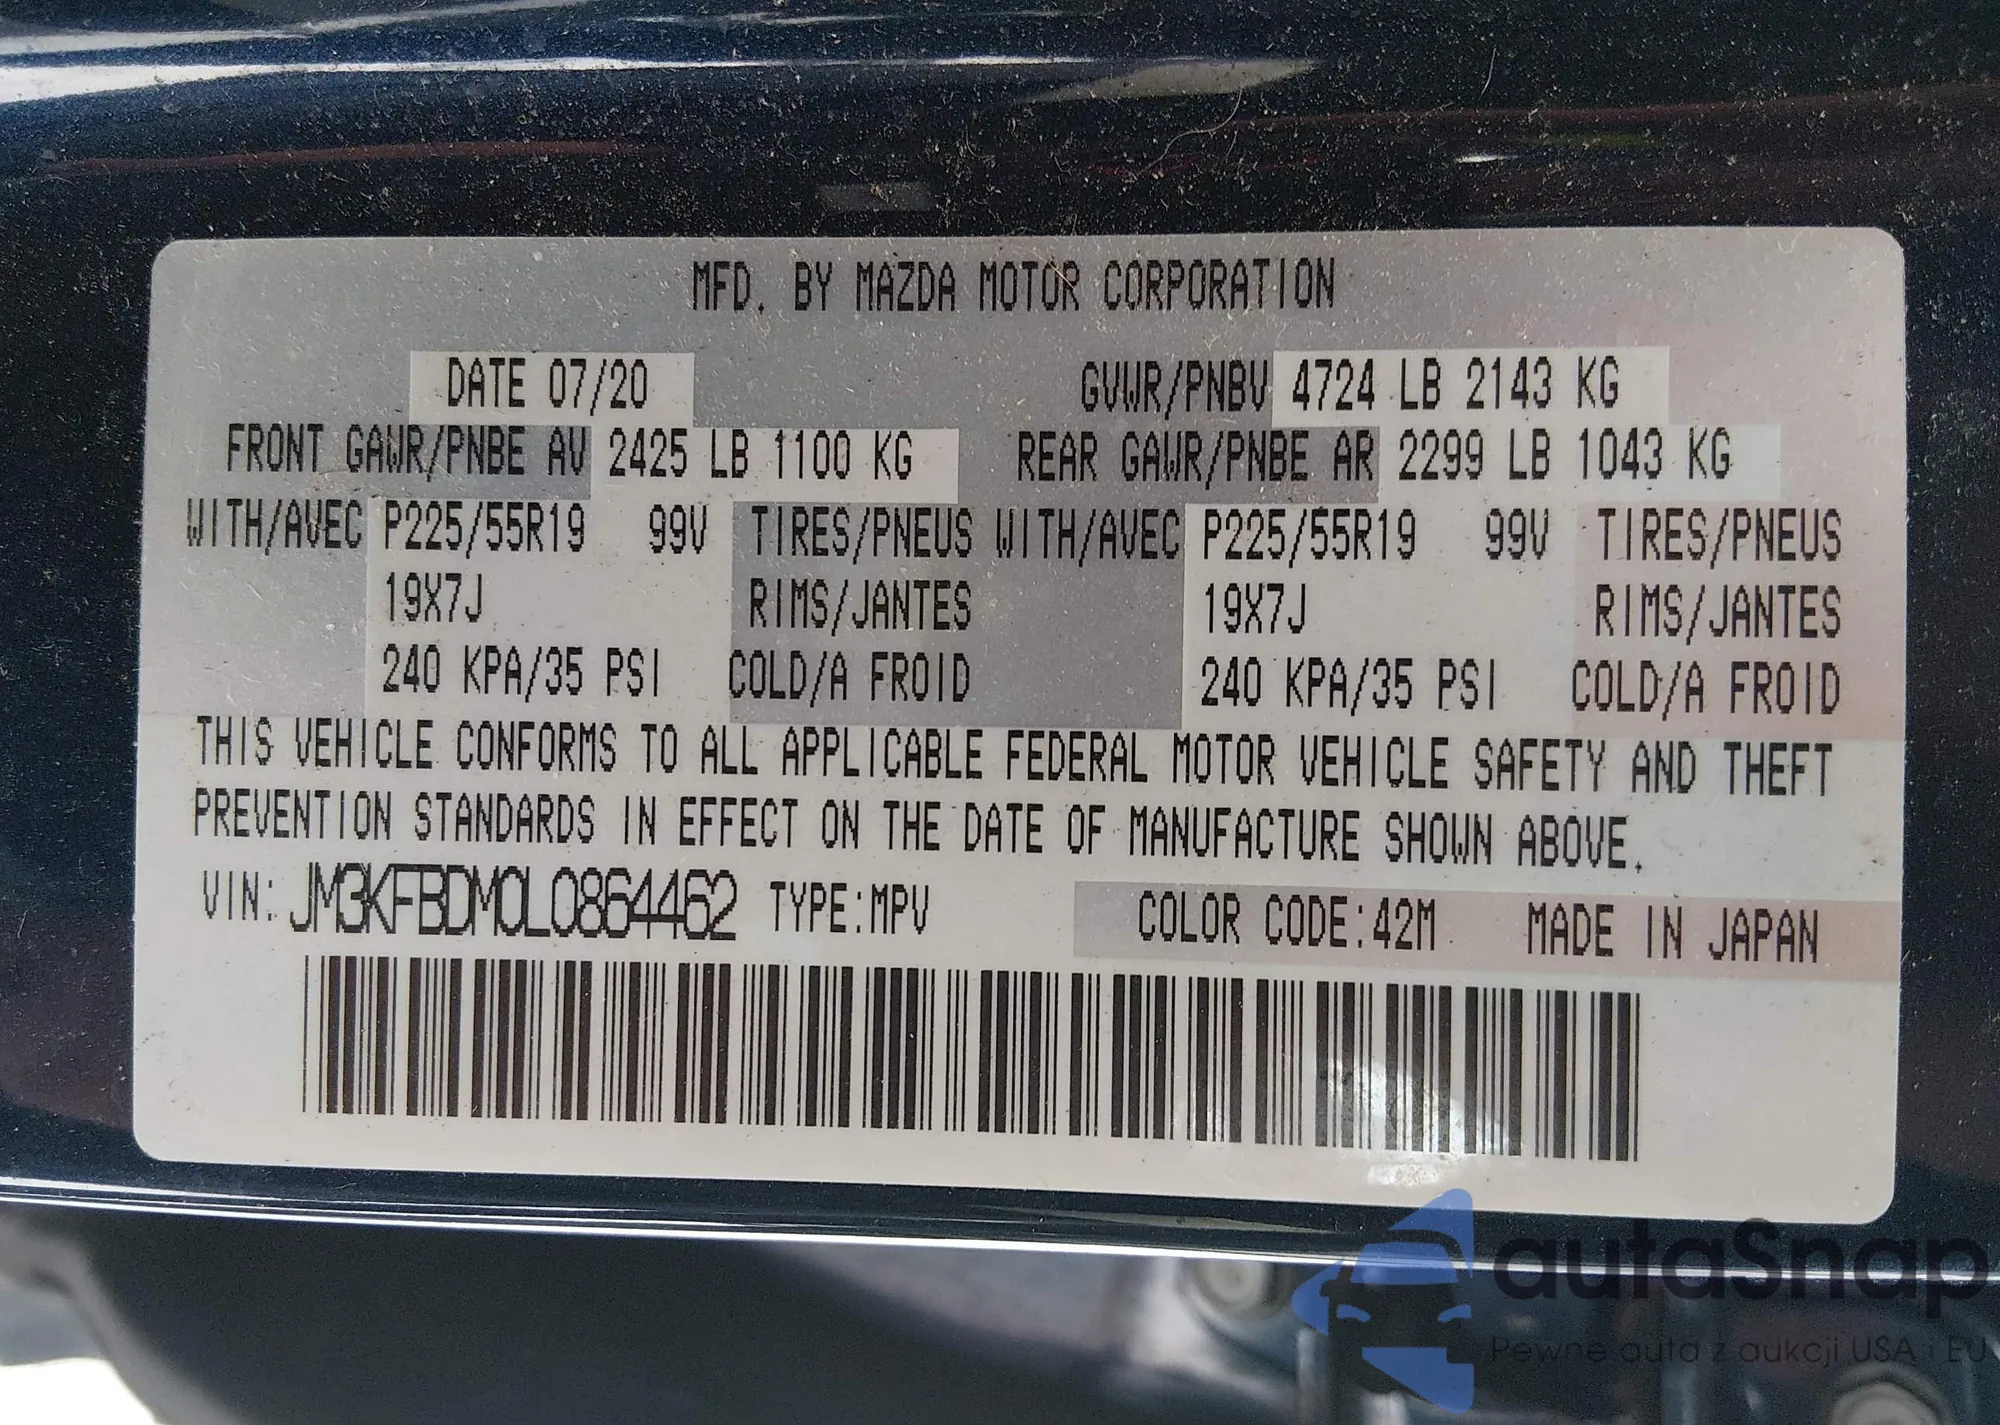 MFD. BY MAZDA MOTOR CORPORATION
DATE 07/20 GVWR/PNBV 4724 LB 2143 KG
FRONT GAWR/PNBE AV 2425 LB 1100 KG REAR GAWR/PNBE AR 2299 LB 1043 KG
WITH/AVEC P225/55R19 99V TIRES/PNEUS WITH/AVEC P225/55R19 99V TIRES/PNEUS
19X7J RIMS/JANTES 19X7J RIMS/JANTES
240 KPA/35 PSI COLD/A FROID 240 KPA/35 PSI COLD/A FROID
THIS VEHICLE CONFORMS TO ALL APPLICABLE FEDERAL MOTOR VEHICLE SAFETY AND THEFT
PREVENTION STANDARDS IN EFFECT ON THE DATE OF MANUFACTURE SHOWN ABOVE.
VIN: JM3KFBDM0L0864462 TYPE:MPV COLOR CODE:42M MADE IN JAPAN
autaSnap
Pewne auta z aukcji USA i EU